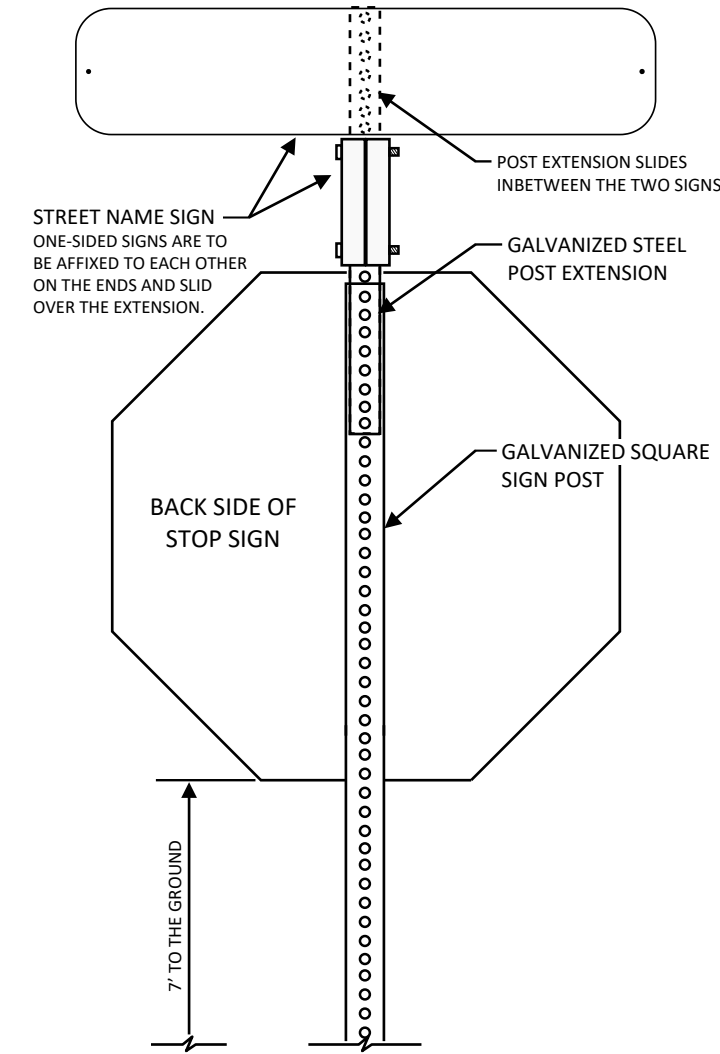 POST EXTENSION SLIDES
INBETWEEN THE TWO SIGNS
STREET NAME SIGN
ONE-SIDED SIGNS ARE TO
BE AFFIXED TO EACH OTHER
ON THE ENDS AND SLID
OVER THE EXTENSION.
GALVANIZED STEEL
POST EXTENSION
GALVANIZED SQUARE
SIGN POST
BACK SIDE OF
STOP SIGN
7' TO THE GROUND